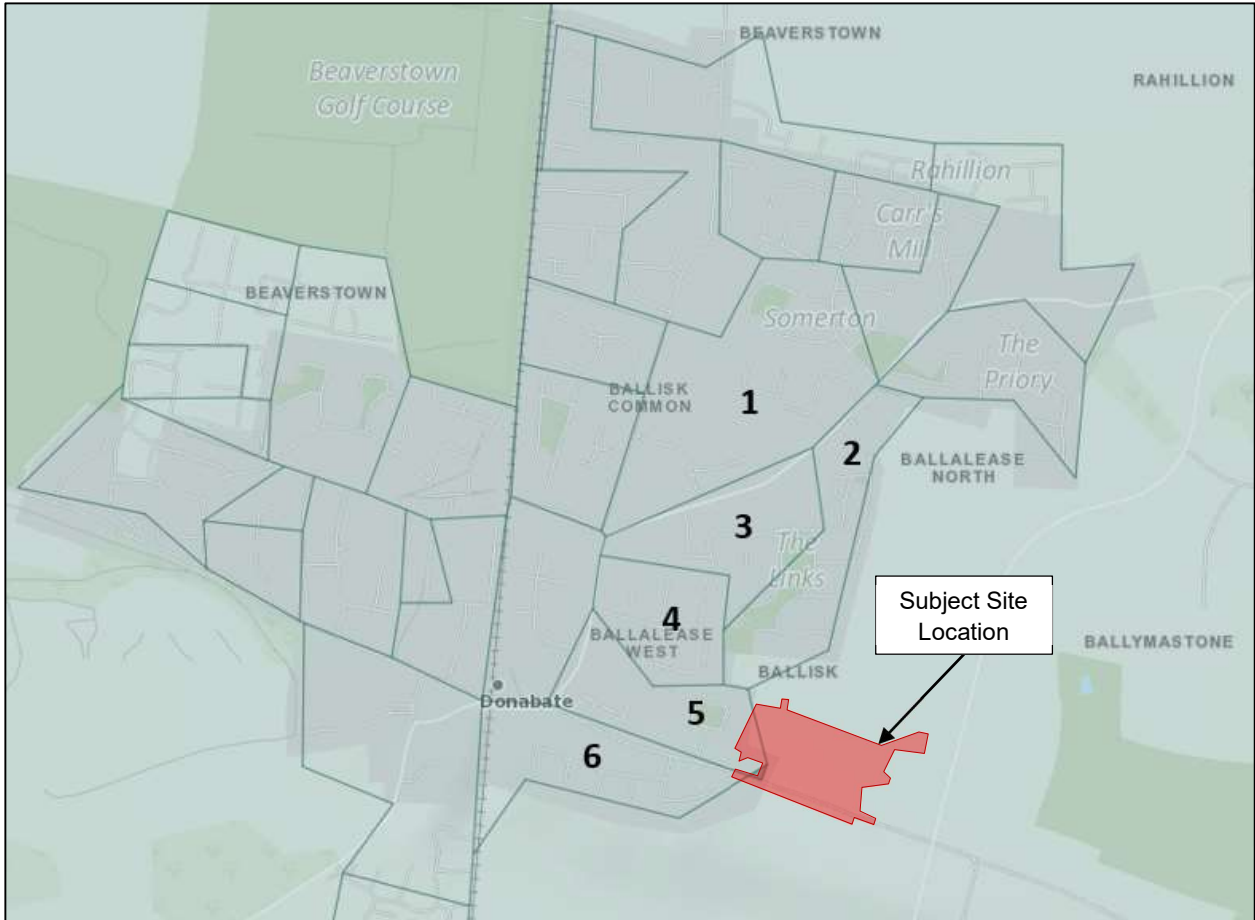 BEAVERSTOWN
Beaverstown
Golf Course
RAHILLION
Rahillion
Carr's
Mill
BEAVERSTOWN
Somerton
The
Priory
BALLISK
COMMON
1
2
BALLALEASE
NORTH
3
The
Links
Subject Site
Location
4
BALLALEASE
WEST
BALLYMASTONE
BALLISK
Donabate
5
6